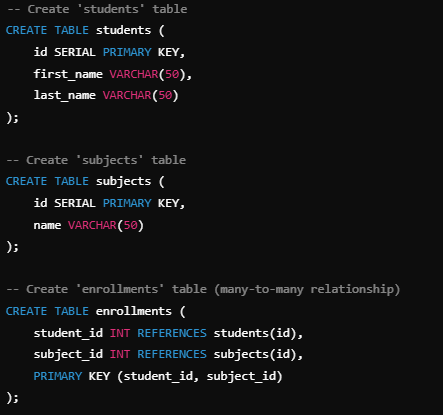 -- Create 'students' table
CREATE TABLE students (
    id SERIAL PRIMARY KEY,
    first_name VARCHAR(50),
    last_name VARCHAR(50)
);

-- Create 'subjects' table
CREATE TABLE subjects (
    id SERIAL PRIMARY KEY,
    name VARCHAR(50)
);

-- Create 'enrollments' table (many-to-many relationship)
CREATE TABLE enrollments (
    student_id INT REFERENCES students(id),
    subject_id INT REFERENCES subjects(id),
    PRIMARY KEY (student_id, subject_id)
);